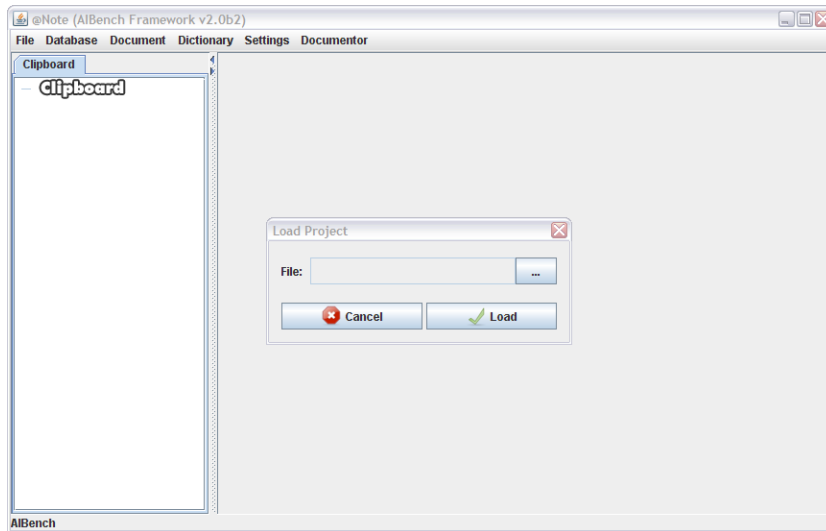 @Note (AIBench Framework v2.0b2)
File Database Document Dictionary Settings Documentor
Clipboard
Clipboard
Load Project
File:
...
Cancel Load
AIBench